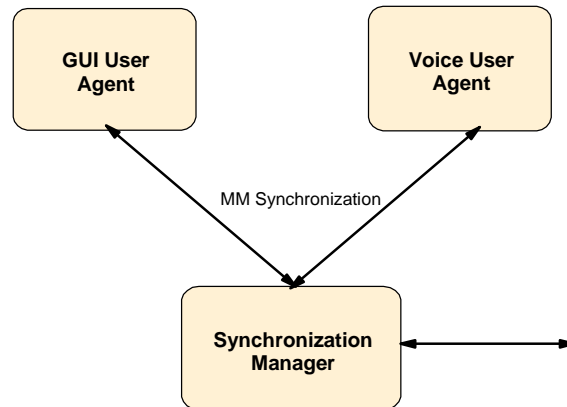 GUI User
Agent
Voice User
Agent
MM Synchronization
Synchronization
Manager